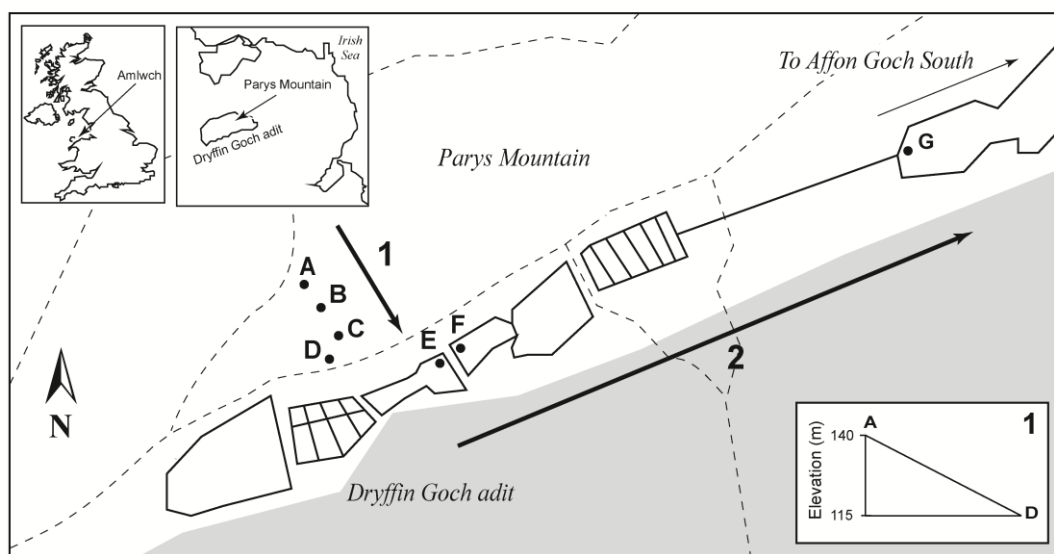 Amlwch
Irish
Sea
Parys Mountain
Dryffin Goch adit
To Affon Goch South
G
Parys Mountain
1
A
B
C
D
E
F
2
N
Dryffin Goch adit
1
A
Elevation (m)
140
115
D